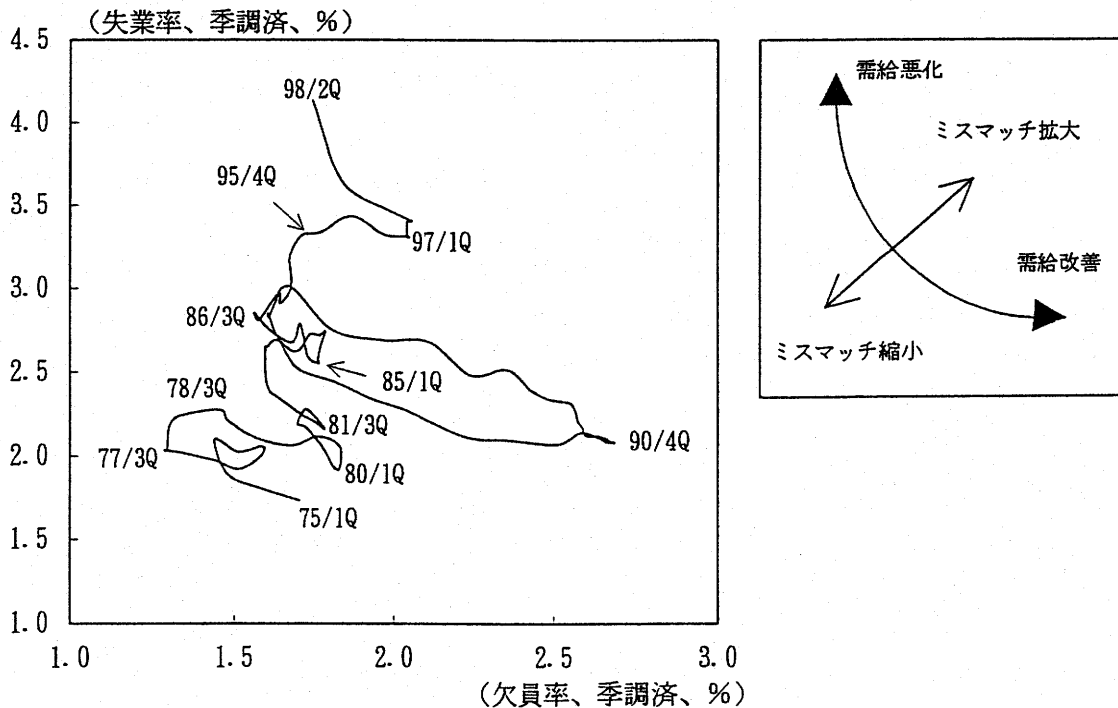 (失業率、季調済、%)
4.5
4.0
3.5
3.0
2.5
2.0
1.5
1.0
1.0 1.5 2.0 2.5 3.0
(欠員率、季調済、%)
98/2Q
95/4Q
97/1Q
86/3Q
85/1Q
78/3Q
81/3Q
90/4Q
77/3Q
80/1Q
75/1Q
需給悪化
ミスマッチ拡大
需給改善
ミスマッチ縮小